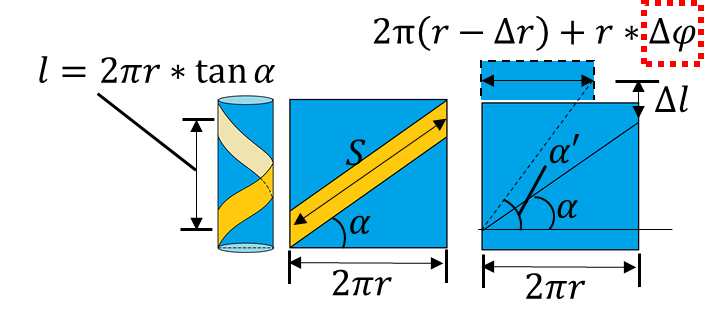 2π(r − Δr) + r ∗ Δφ
l = 2πr ∗ tan α
Δl
S
α′
α
α
2πr
2πr